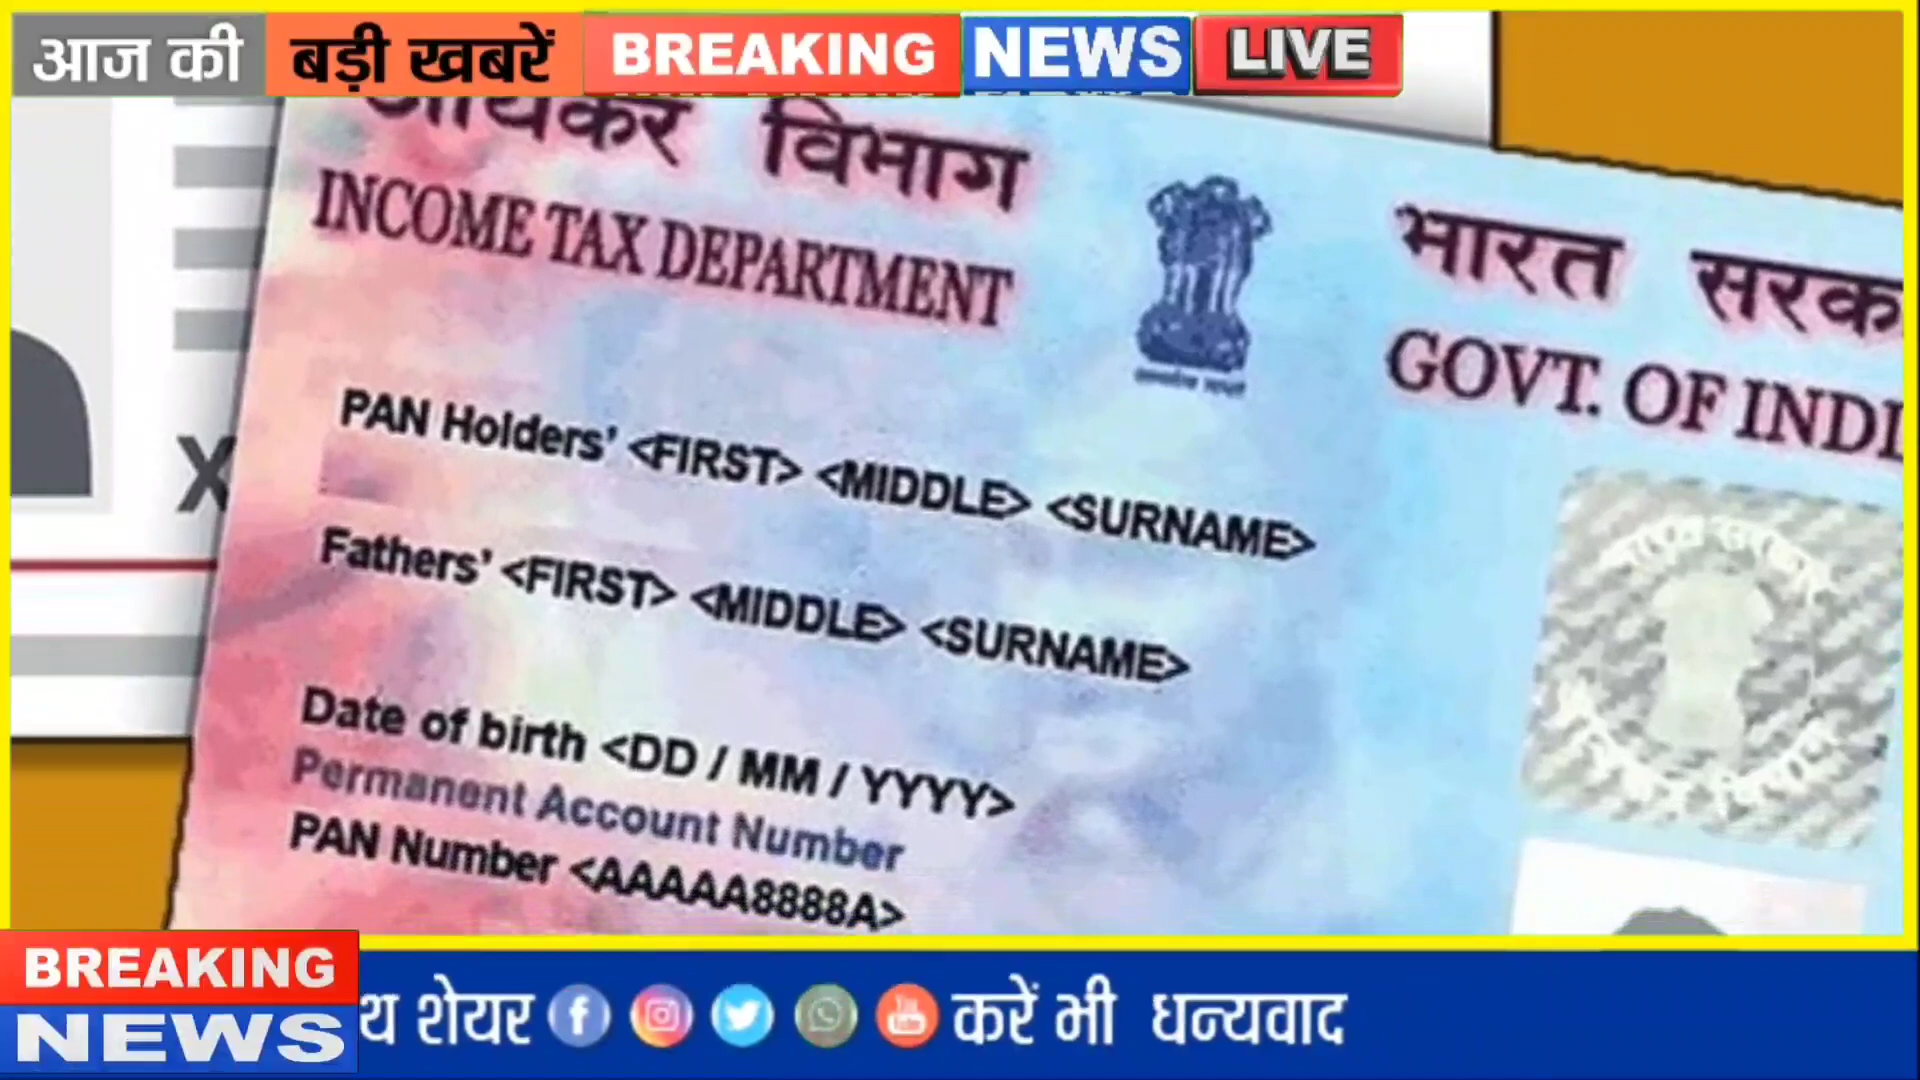 आज की बड़ी खबरें BREAKING NEWS LIVE
आयकर विभाग
INCOME TAX DEPARTMENT
भारत सरक
GOVT. OF INDI
PAN Holders' <FIRST> <MIDDLE> <SURNAME>
Fathers' <FIRST> <MIDDLE> <SURNAME>
Date of birth <DD / MM / YYYY>
Permanent Account Number
PAN Number <AAAAA8888A>
X
BREAKING
NEWS
थ शेयर करें भी धन्यवाद